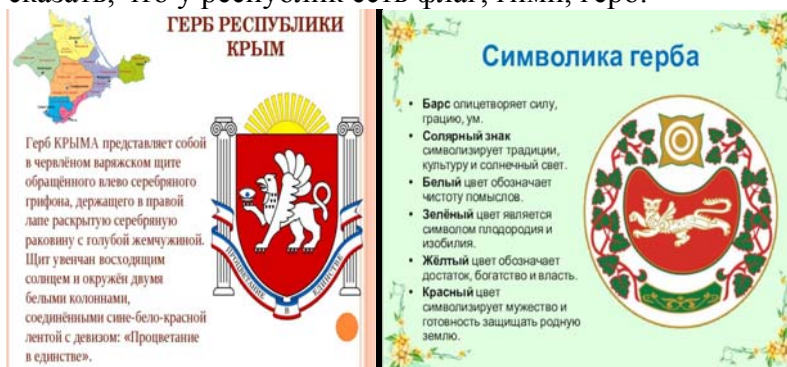 сказать, что у республик есть флаг, гимн, герб.
ГЕРБ РЕСПУБЛИКИ
КРЫМ
Герб КРЫМА представляет собой
в червлёном варяжском щите
обращённого влево серебряного
грифона, держащего в правой
лапе раскрытую серебряную
раковину с голубой жемчужиной.
Щит увенчан восходящим
солнцем и окружён двумя
белыми колоннами,
соединёнными сине-бело-красной
лентой с девизом: «Процветание
в единстве».
ПРОЦВЕТАНИЕ
В
ЕДИНСТВЕ
Символика герба
• Барс олицетворяет силу,
грацию, ум.
• Солярный знак
символизирует традиции,
культуру и солнечный свет.
• Белый цвет обозначает
чистоту помыслов.
• Зелёный цвет является
символом плодородия и
изобилия.
• Жёлтый цвет обозначает
достаток, богатство и власть.
• Красный цвет
символизирует мужество и
готовность защищать родную
землю.